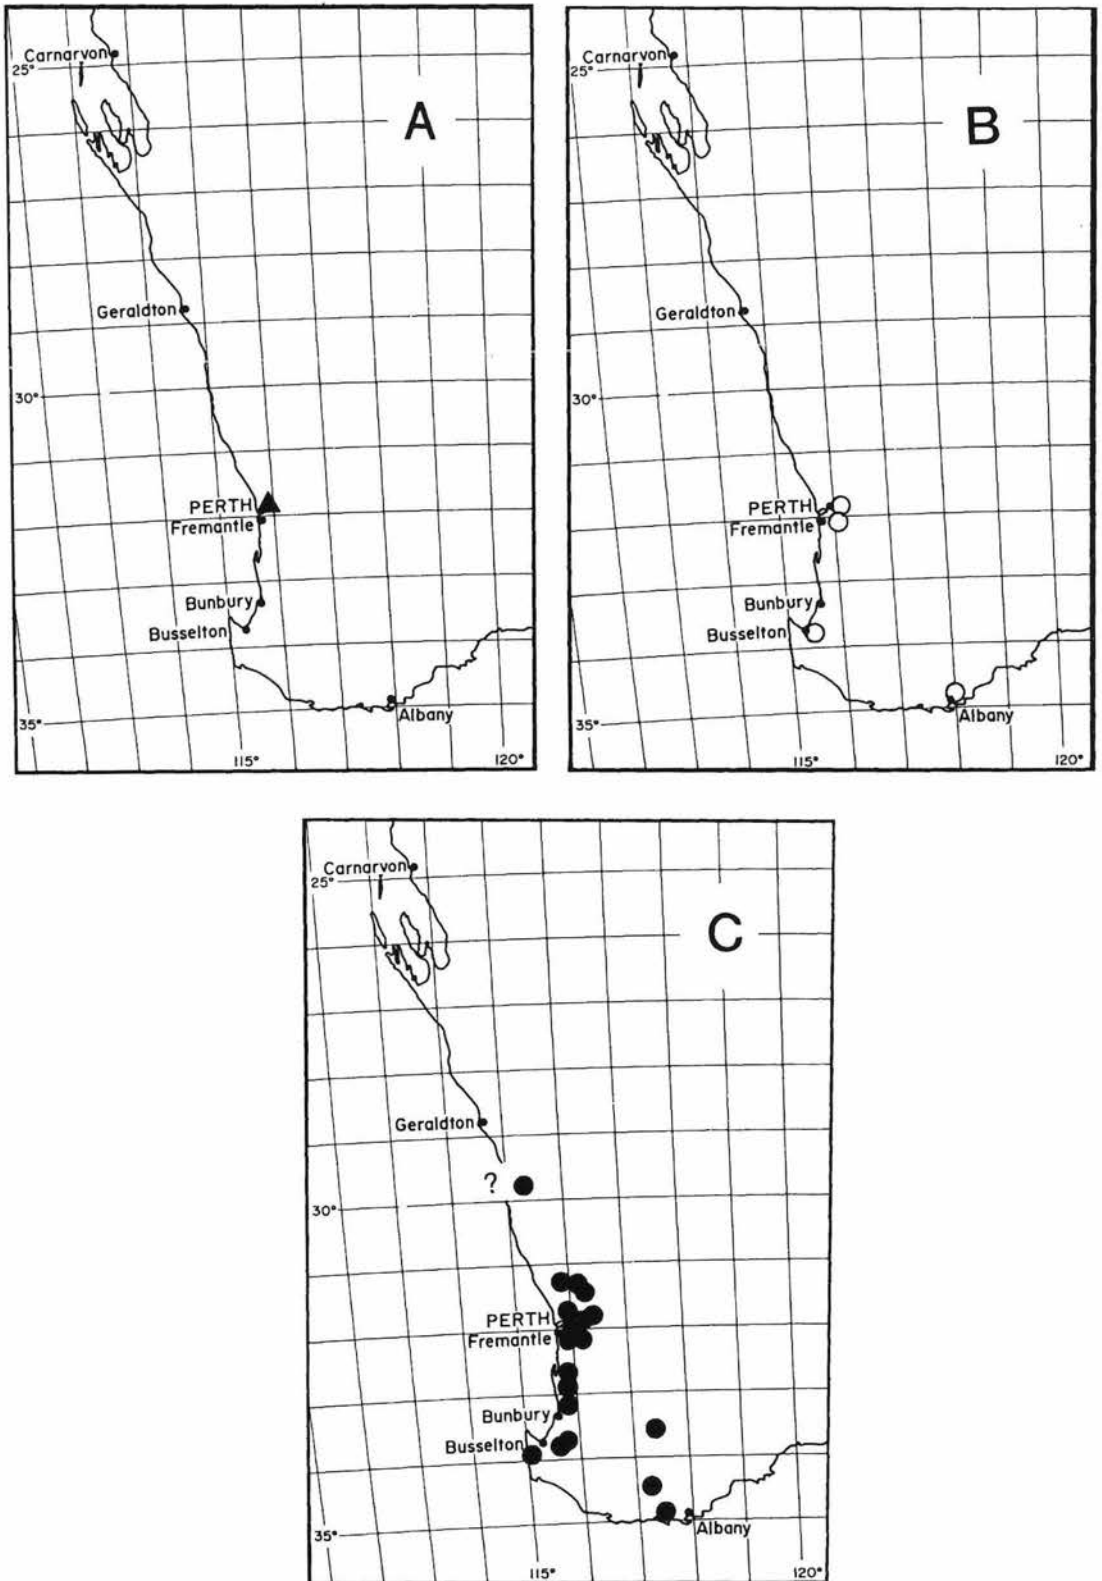 Carnarvon
25°
A
Geraldton
30°
PERTH
Fremantle
Bunbury
Busselton
Albany
35°
115°
120°
Carnarvon
25°
B
Geraldton
30°
PERTH
Fremantle
Bunbury
Busselton
Albany
35°
115°
120°
Carnarvon
25°
C
Geraldton
?
30°
PERTH
Fremantle
Bunbury
Busselton
Albany
35°
115°
120°